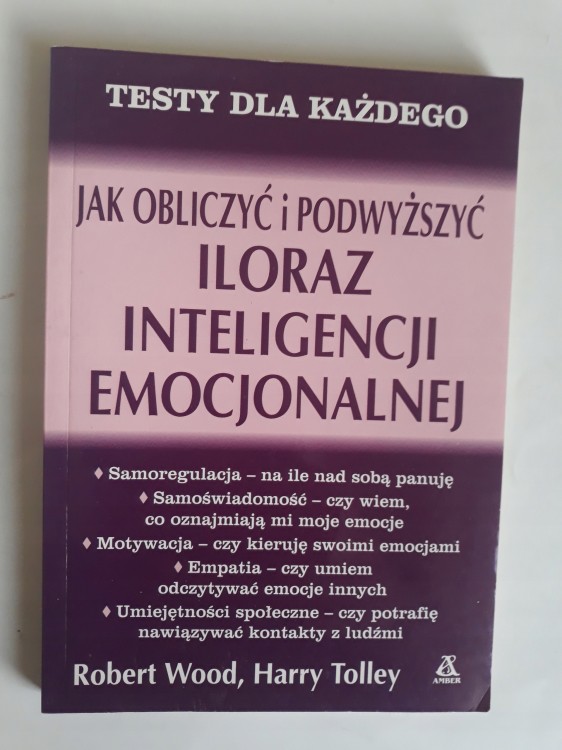 TESTY DLA KAŻDEGO
JAK OBLICZYĆ i PODWYŻSZYĆ
ILORAZ
INTELIGENCJI
EMOCJONALNEJ
♦ Samoregulacja – na ile nad sobą panuję
♦ Samoświadomość – czy wiem,
co oznajmiają mi moje emocje
♦ Motywacja – czy kieruję swoimi emocjami
♦ Empatia – czy umiem
odczytywać emocje innych
♦ Umiejętności społeczne – czy potrafię
nawiązywać kontakty z ludźmi
Robert Wood, Harry Tolley
AMBER